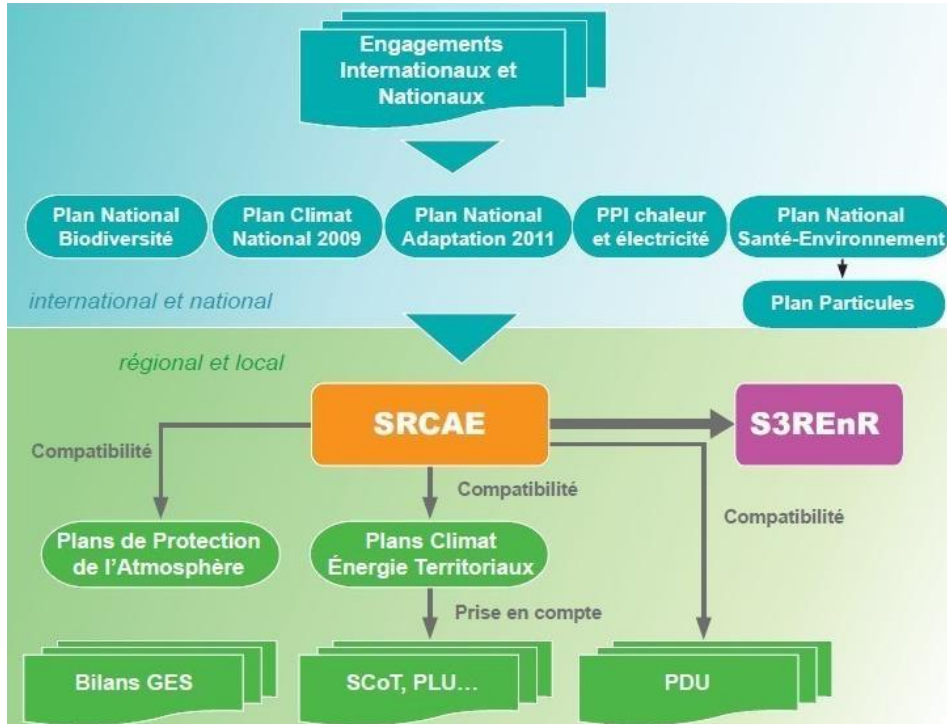 Engagements
Internationaux et
Nationaux
Plan National
Biodiversité
Plan Climat
National 2009
Plan National
Adaptation 2011
PPI chaleur
et électricité
Plan National
Santé-Environnement
Plan Particules
international et national
régional et local
SRCAE
S3REnR
Compatibilité
Compatibilité
Compatibilité
Plans de Protection
de l'Atmosphère
Plans Climat
Énergie Territoriaux
Prise en compte
Bilans GES
SCoT, PLU...
PDU